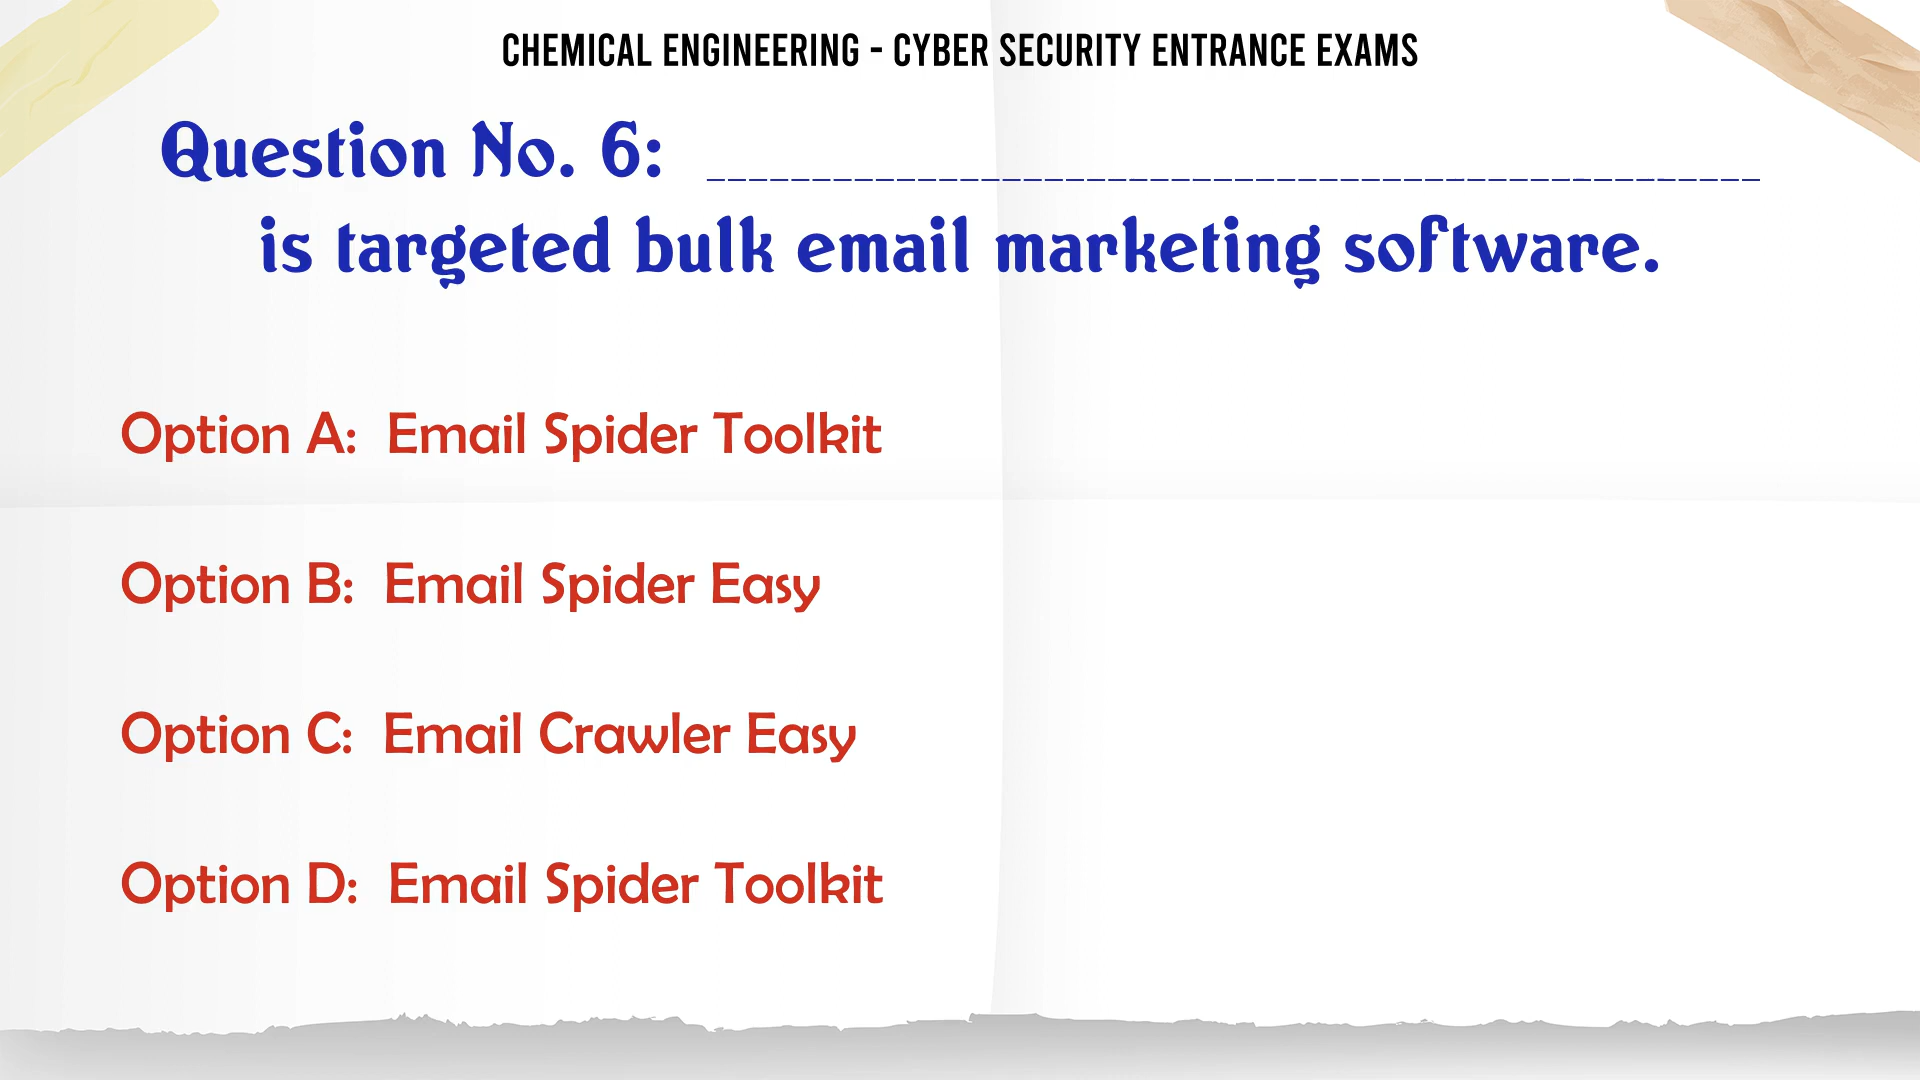 CHEMICAL ENGINEERING - CYBER SECURITY ENTRANCE EXAMS
Question No. 6: __________________________________________________
is targeted bulk email marketing software.
Option A: Email Spider Toolkit
Option B: Email Spider Easy
Option C: Email Crawler Easy
Option D: Email Spider Toolkit